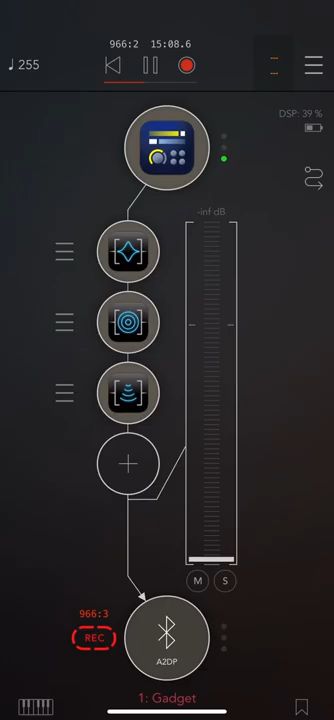 966:2 15:08.6
♩255
DSP: 39 %
-inf dB
M S
966:3
REC
A2DP
1: Gadget